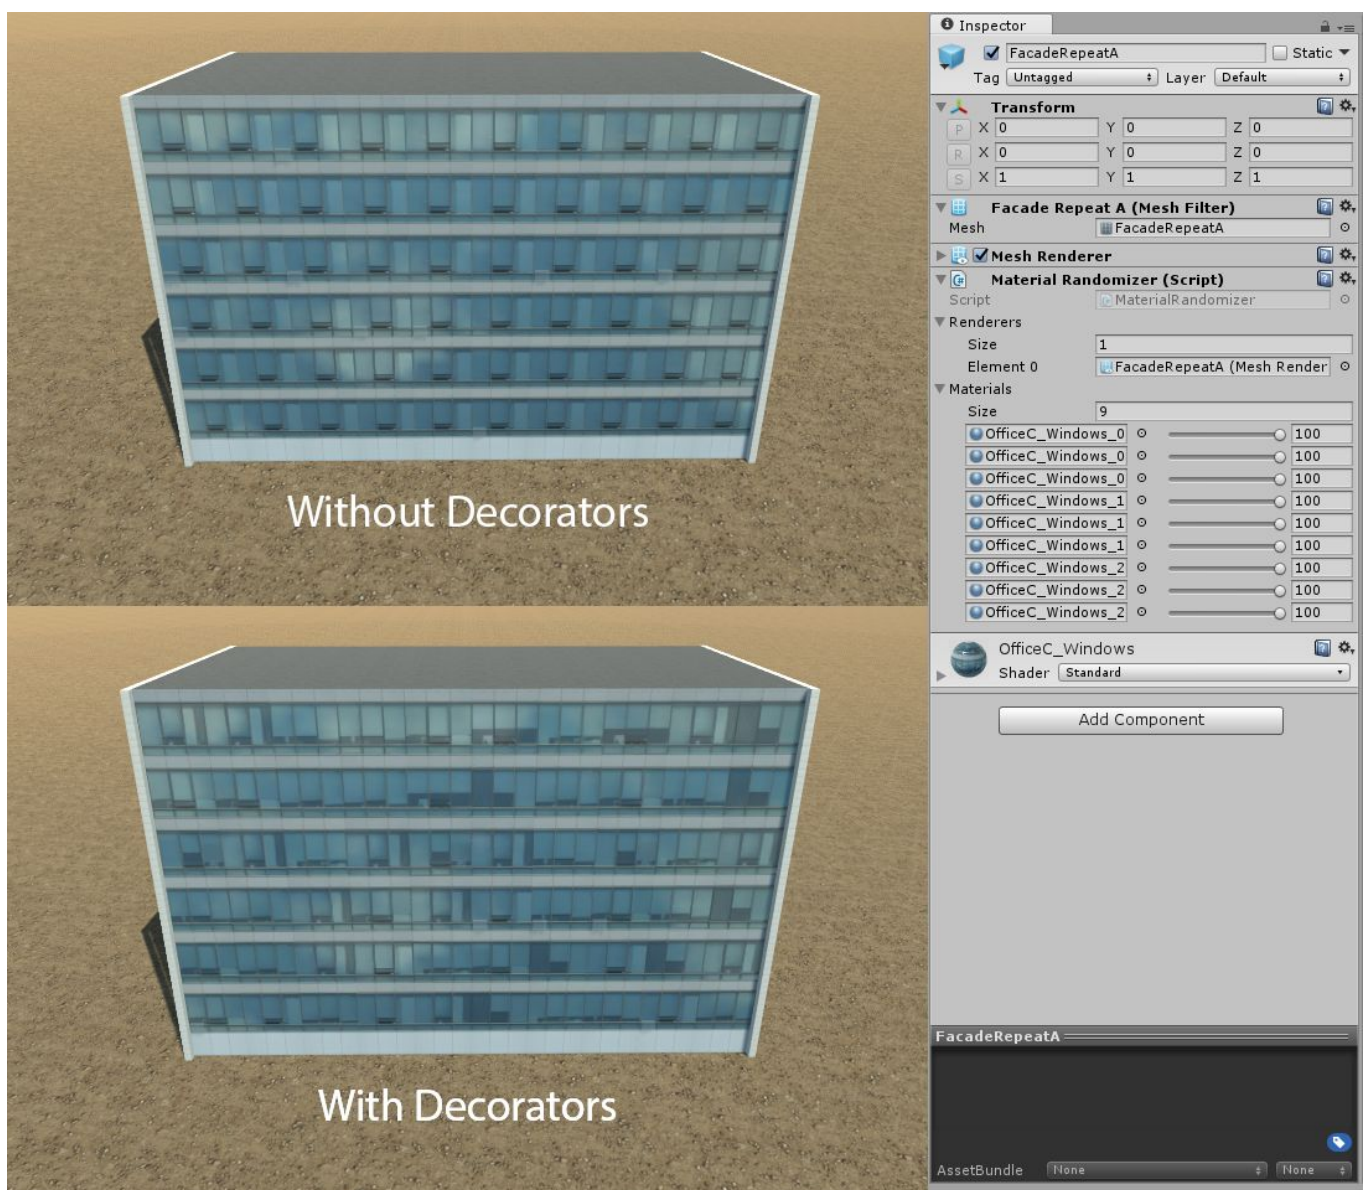 Without Decorators
With Decorators
Inspector
FacadeRepeatA Static
Tag Untagged Layer Default
Transform
P X 0 Y 0 Z 0
R X 0 Y 0 Z 0
S X 1 Y 1 Z 1
Facade Repeat A (Mesh Filter)
Mesh FacadeRepeatA
Mesh Renderer
Material Randomizer (Script)
Script MaterialRandomizer
Renderers
Size 1
Element 0 FacadeRepeatA (Mesh Render
Materials
Size 9
OfficeC_Windows_0 100
OfficeC_Windows_0 100
OfficeC_Windows_0 100
OfficeC_Windows_1 100
OfficeC_Windows_1 100
OfficeC_Windows_1 100
OfficeC_Windows_2 100
OfficeC_Windows_2 100
OfficeC_Windows_2 100
OfficeC_Windows
Shader Standard
Add Component
FacadeRepeatA
AssetBundle None None